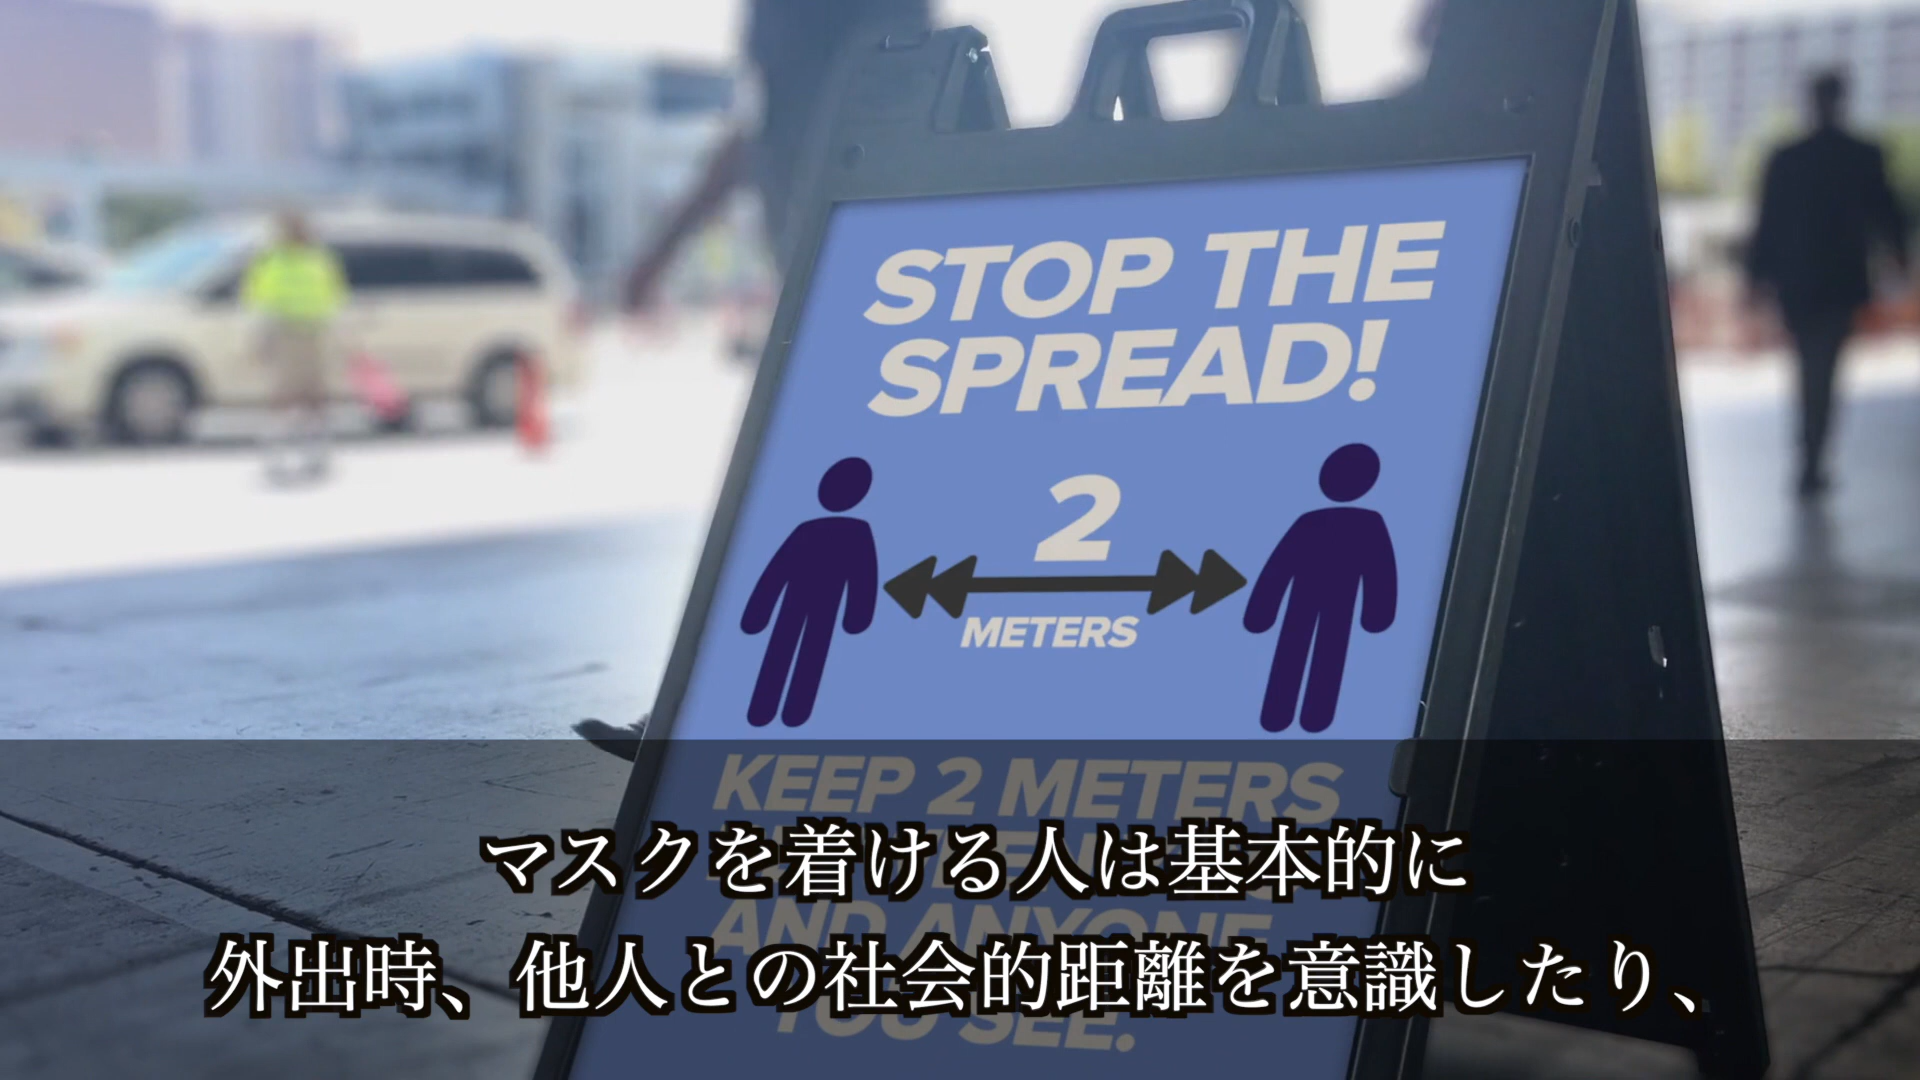 STOP THE
SPREAD!
2
METERS
KEEP 2 METERS
AND ANYONE
YOU SEE.
マスクを着ける人は基本的に
外出時、他人との社会的距離を意識したり、